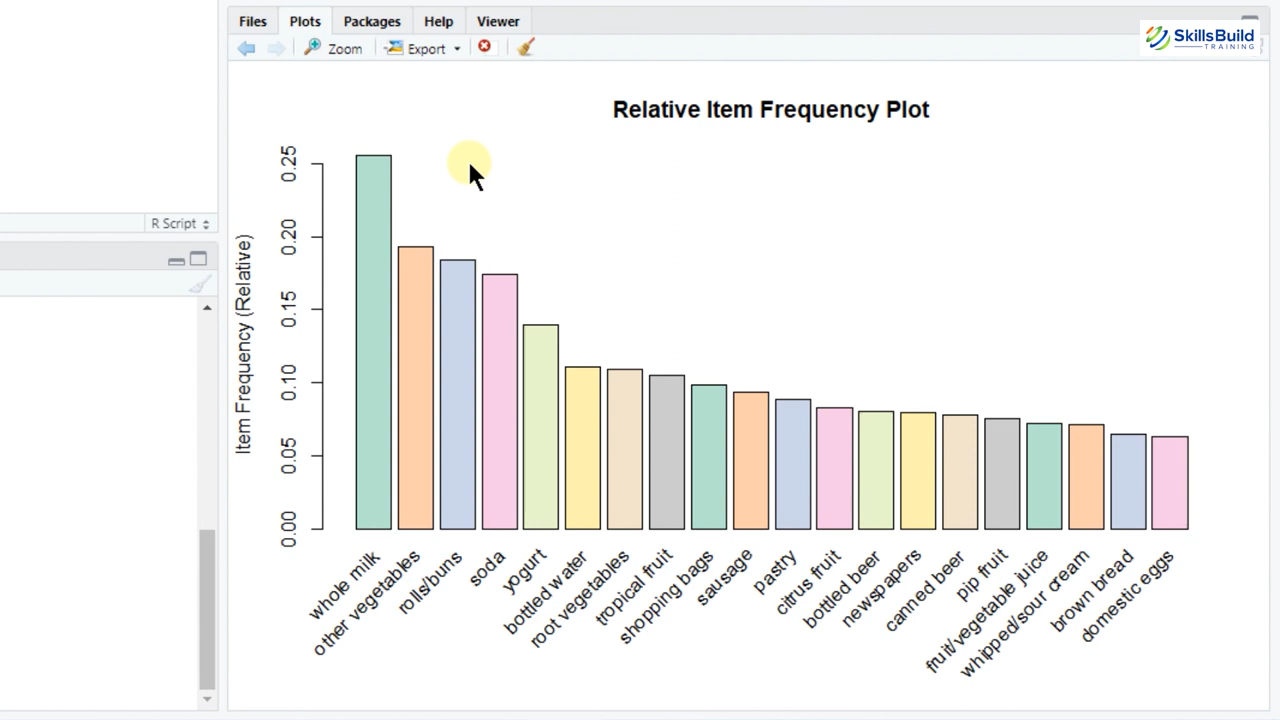 Files Plots Packages Help Viewer
Zoom Export
SkillsBuild
TRAINING
Relative Item Frequency Plot
R Script
Item Frequency (Relative)
0.25
0.20
0.15
0.10
0.05
0.00
whole milk
other vegetables
rolls/buns
soda
yogurt
bottled water
root vegetables
tropical fruit
shopping bags
sausage
pastry
citrus fruit
bottled beer
newspapers
canned beer
pip fruit
fruit/vegetable juice
whipped/sour cream
brown bread
domestic eggs